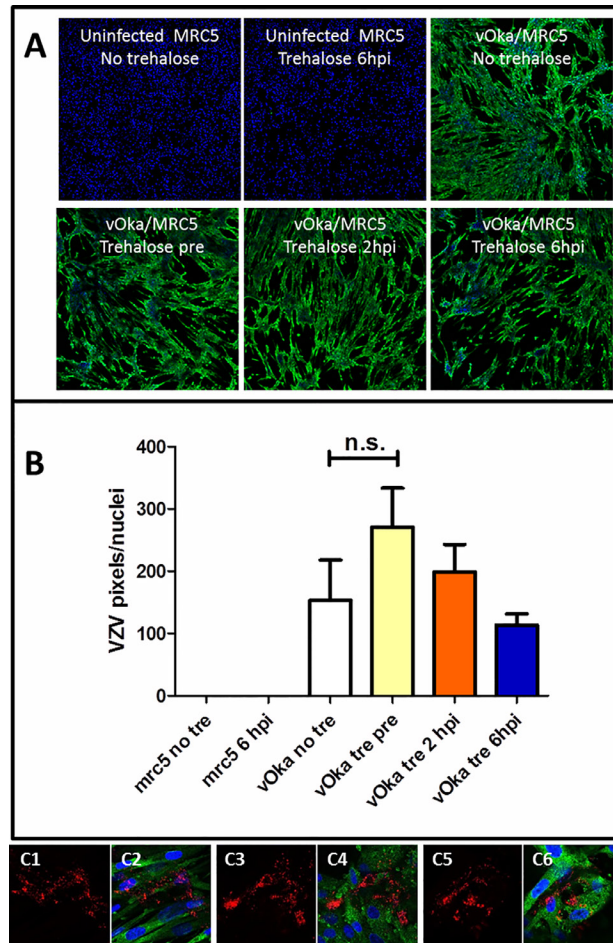 A
Uninfected MRC5
No trehalose
Uninfected MRC5
Trehalose 6hpi
vOka/MRC5
No trehalose
vOka/MRC5
Trehalose pre
vOka/MRC5
Trehalose 2hpi
vOka/MRC5
Trehalose 6hpi
B
n.s.
VZV pixels/nuclei
400
300
200
100
0
mrc5 no tre
mrc5 6 hpi
vOka no tre
vOka tre pre
vOka tre 2 hpi
vOka tre 6hpi
C1
C2
C3
C4
C5
C6